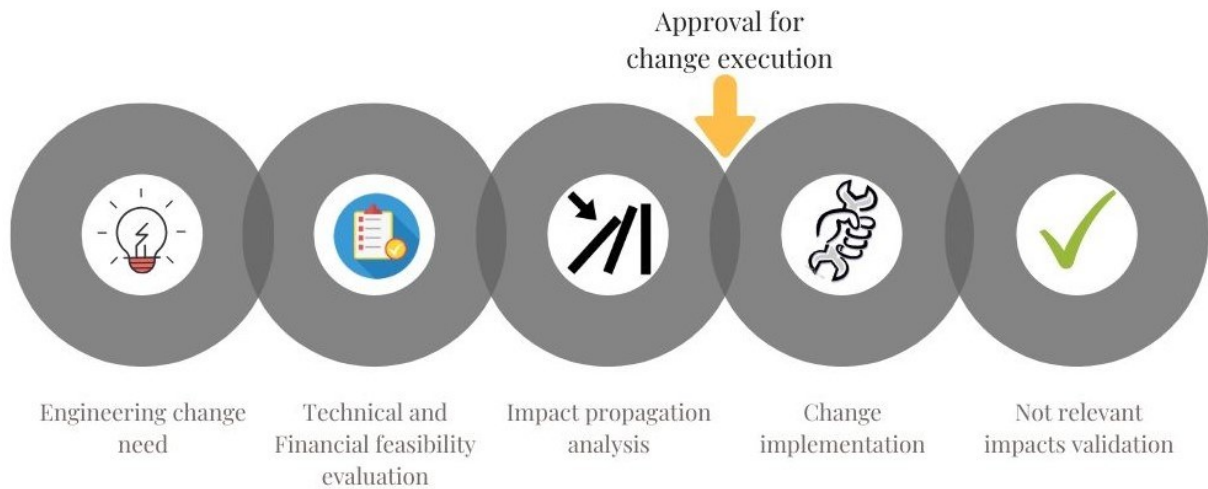 Approval for
change execution
Engineering change
need
Technical and
Financial feasibility
evaluation
Impact propagation
analysis
Change
implementation
Not relevant
impacts validation